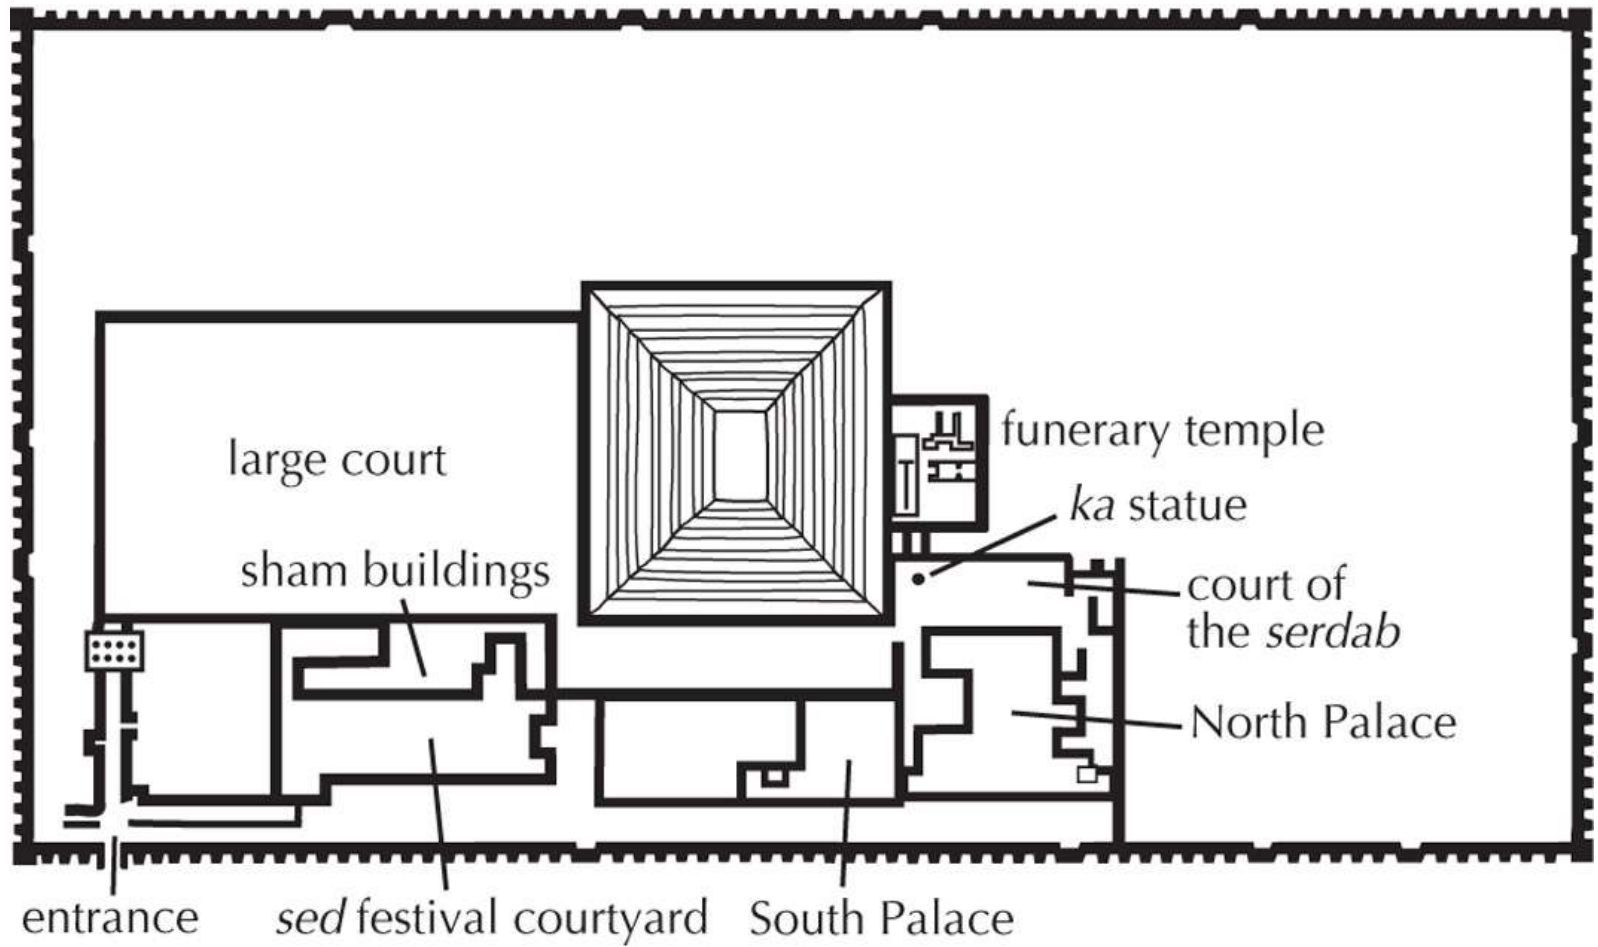 funerary temple
large court
ka statue
sham buildings
court of
the serdab
North Palace
entrance
sed festival courtyard
South Palace